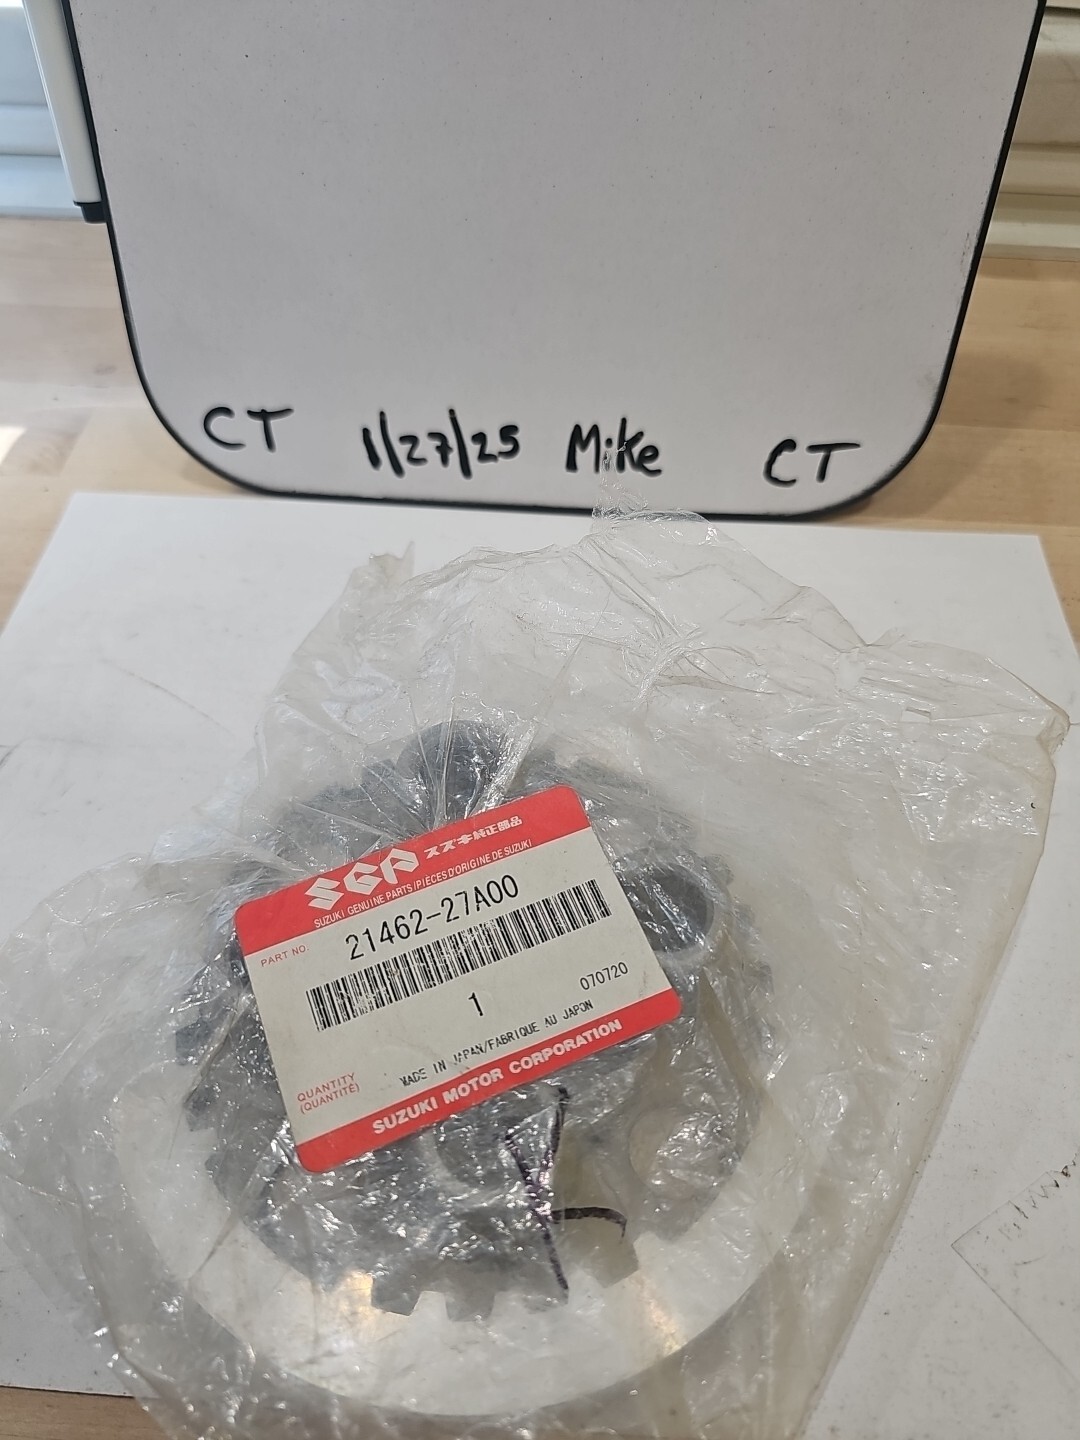 CT 1/27/25 Mike CT
SGP スズキ純正部品
SUZUKI GENUINE PARTS/PIÈCES D'ORIGINE DE SUZUKI
PART NO. 21462-27A00
1 070720
QUANTITY
(QUANTITÉ)
MADE IN JAPAN/FABRIQUE AU JAPON
SUZUKI MOTOR CORPORATION